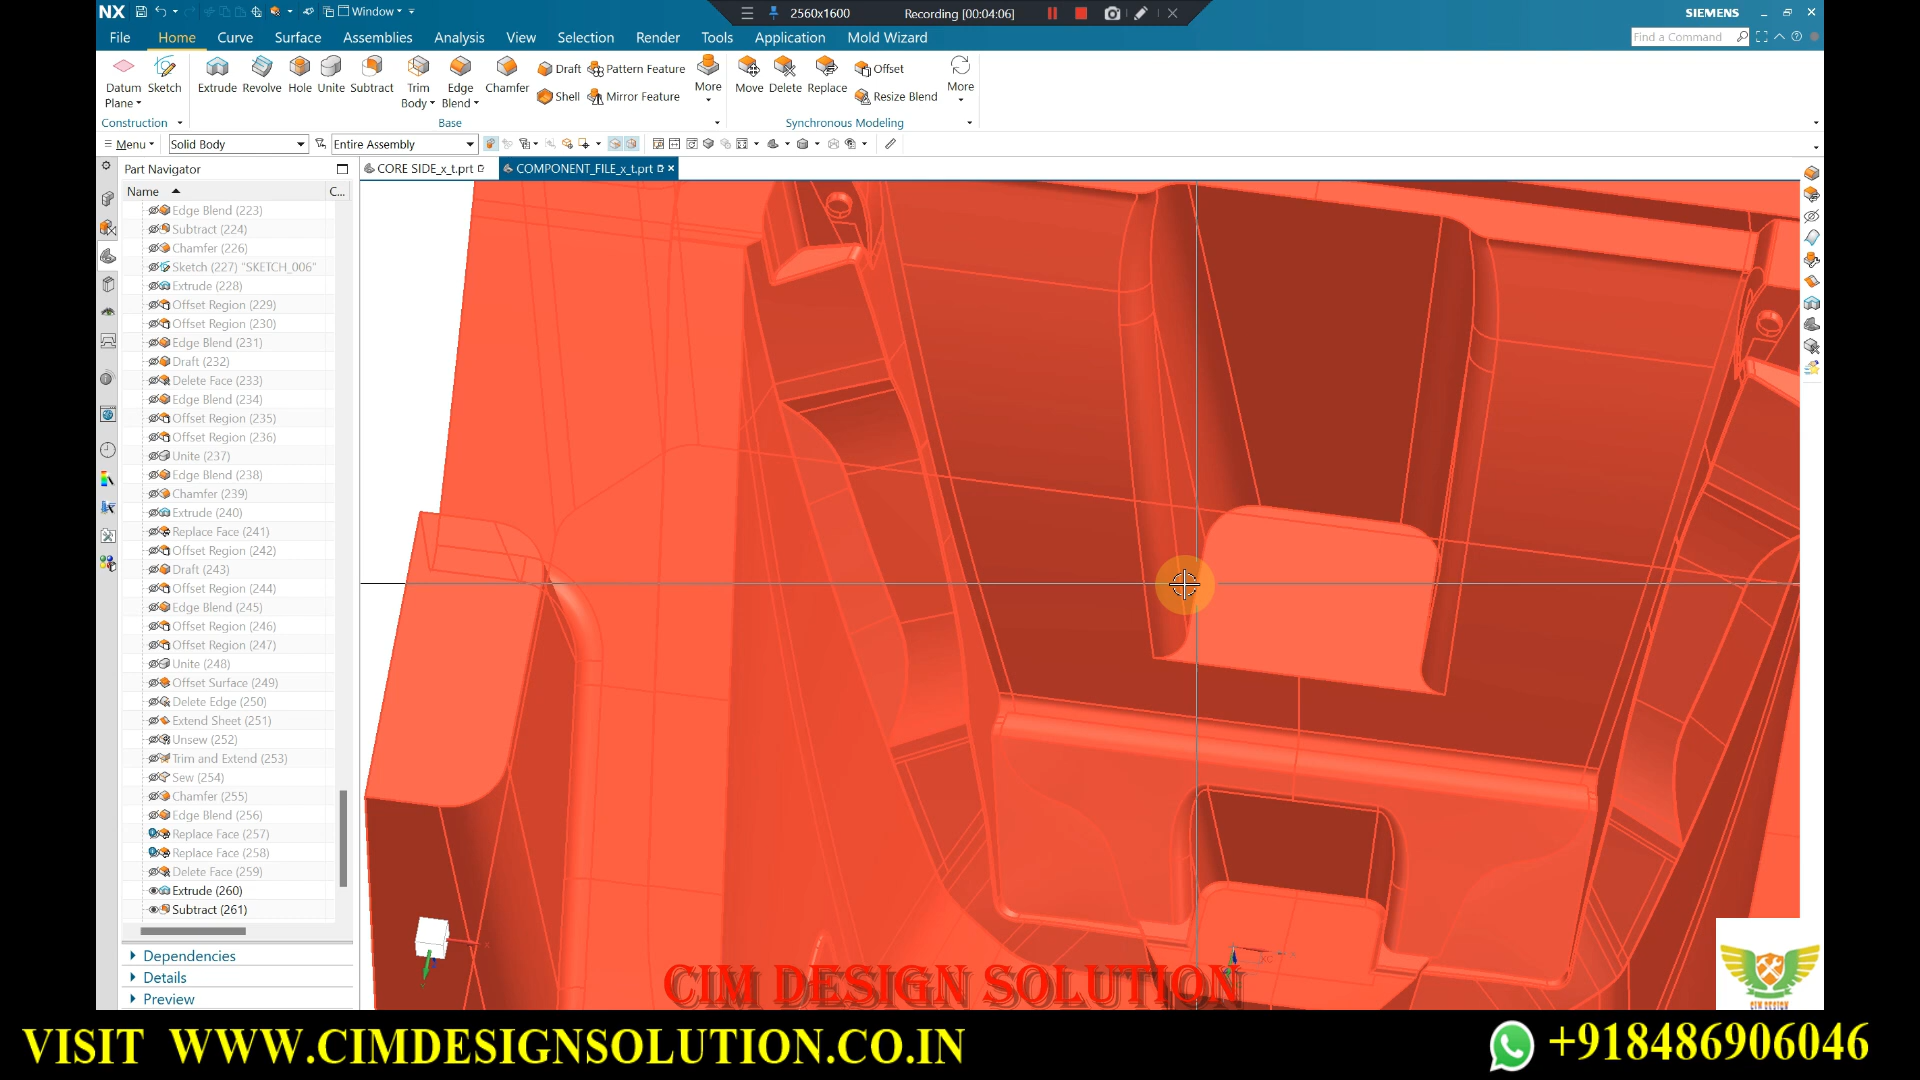 NX
Window
2560x1600
Recording [00:04:06]
SIEMENS
File
Home
Curve
Surface
Assemblies
Analysis
View
Selection
Render
Tools
Application
Mold Wizard
Find a Command
Datum Plane
Sketch
Extrude
Revolve
Hole
Unite
Subtract
Trim Body
Edge Blend
Chamfer
Draft
Shell
Pattern Feature
Mirror Feature
More
Move
Delete
Replace
Offset
Resize Blend
More
Construction
Base
Synchronous Modeling
Menu
Solid Body
Entire Assembly
Part Navigator
CORE SIDE_x_t.prt
COMPONENT_FILE_x_t.prt
Name
C...
Edge Blend (223)
Subtract (224)
Chamfer (226)
Sketch (227) "SKETCH_006"
Extrude (228)
Offset Region (229)
Offset Region (230)
Edge Blend (231)
Draft (232)
Delete Face (233)
Edge Blend (234)
Offset Region (235)
Offset Region (236)
Unite (237)
Edge Blend (238)
Chamfer (239)
Extrude (240)
Replace Face (241)
Offset Region (242)
Draft (243)
Offset Region (244)
Edge Blend (245)
Offset Region (246)
Offset Region (247)
Unite (248)
Offset Surface (249)
Delete Edge (250)
Extend Sheet (251)
Unsew (252)
Trim and Extend (253)
Sew (254)
Chamfer (255)
Edge Blend (256)
Replace Face (257)
Replace Face (258)
Delete Face (259)
Extrude (260)
Subtract (261)
Dependencies
Details
Preview
CIM DESIGN SOLUTION
VISIT WWW.CIMDESIGNSOLUTION.CO.IN
+918486906046